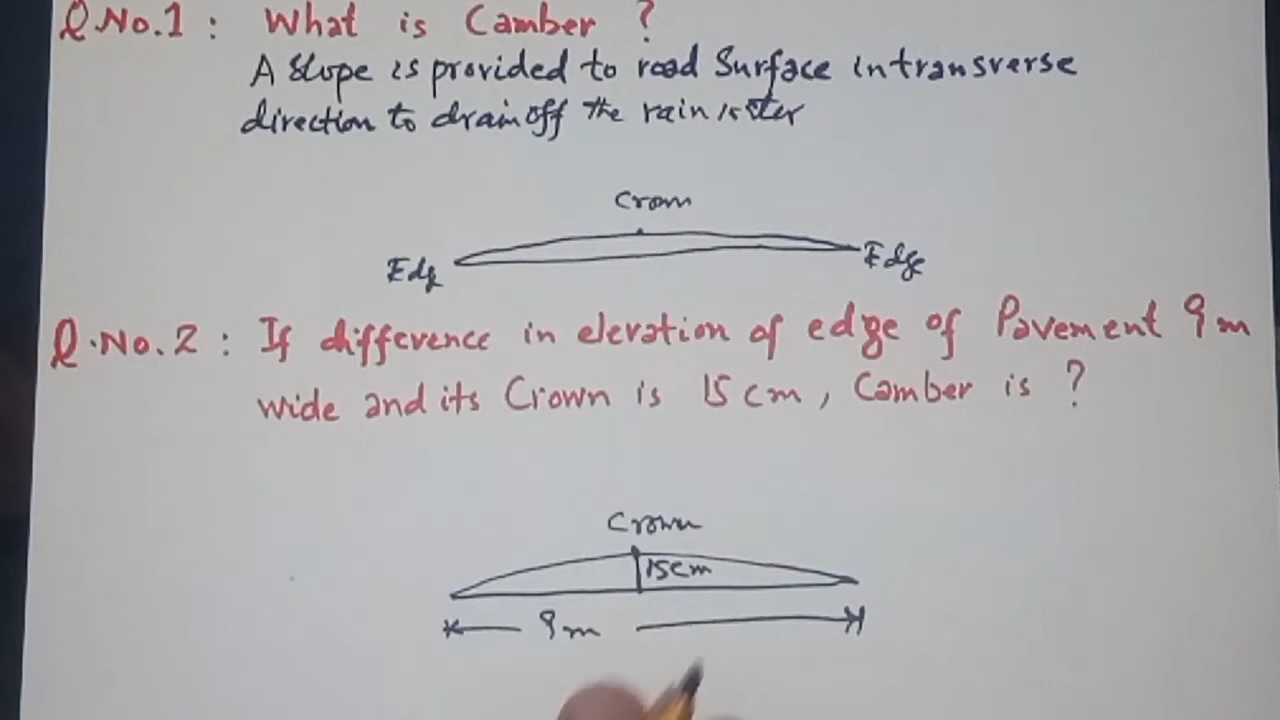 Q.No.1 : What is Camber ?
A slope is provided to road Surface in transverse
direction to drain off the rain water
Crown
Edge
Edge
Q.No.2 : If difference in elevation of edge of Pavement 9m
wide and its Crown is 15cm, Camber is ?
Crown
15cm
9m